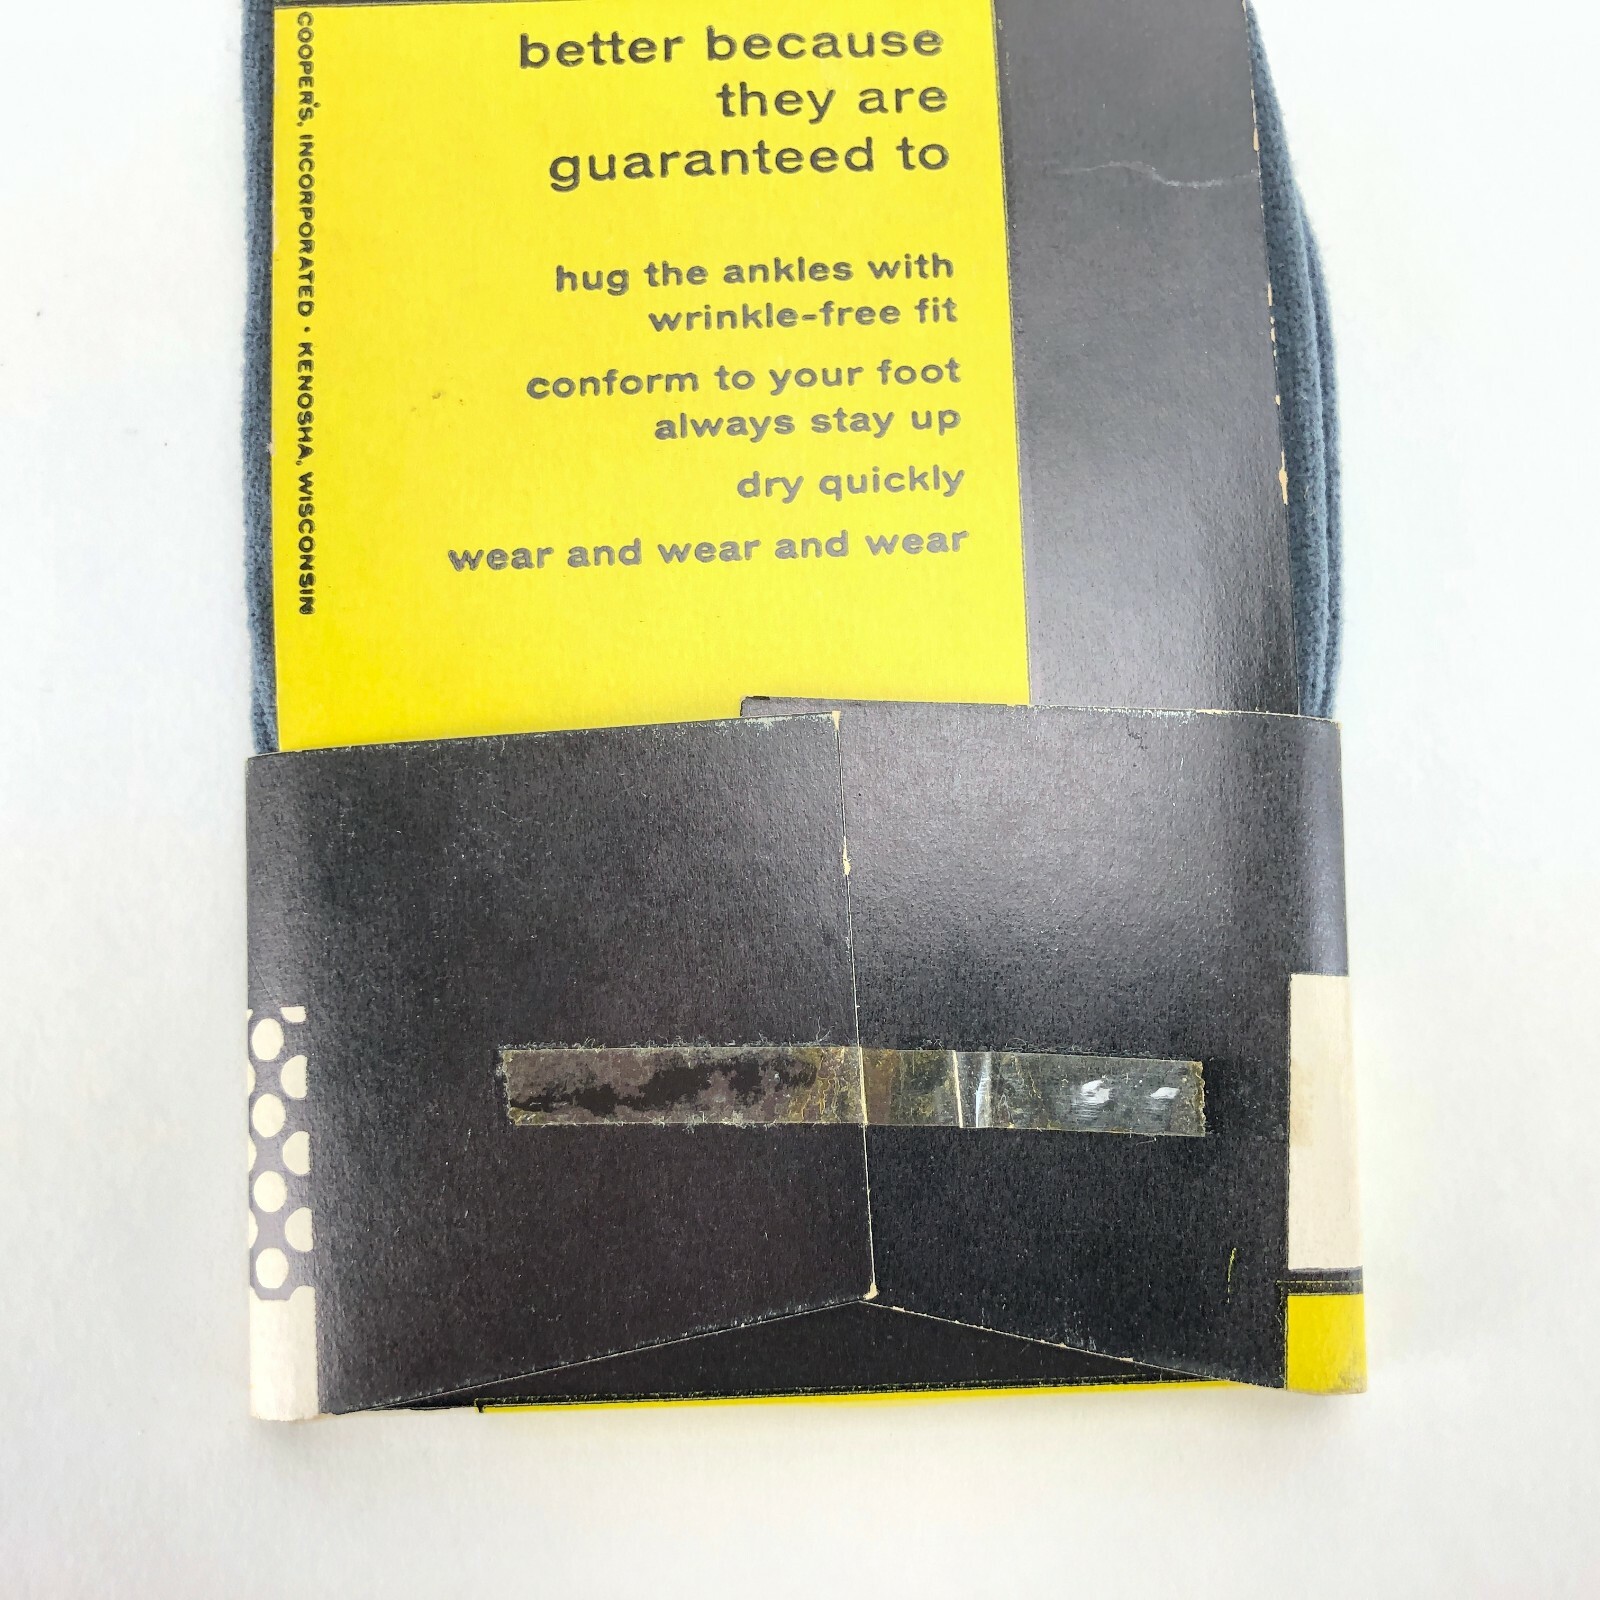 better because
they are
guaranteed to
hug the ankles with
wrinkle-free fit
conform to your foot
always stay up
dry quickly
wear and wear and wear
COOPER'S, INCORPORATED · KENOSHA, WISCONSIN